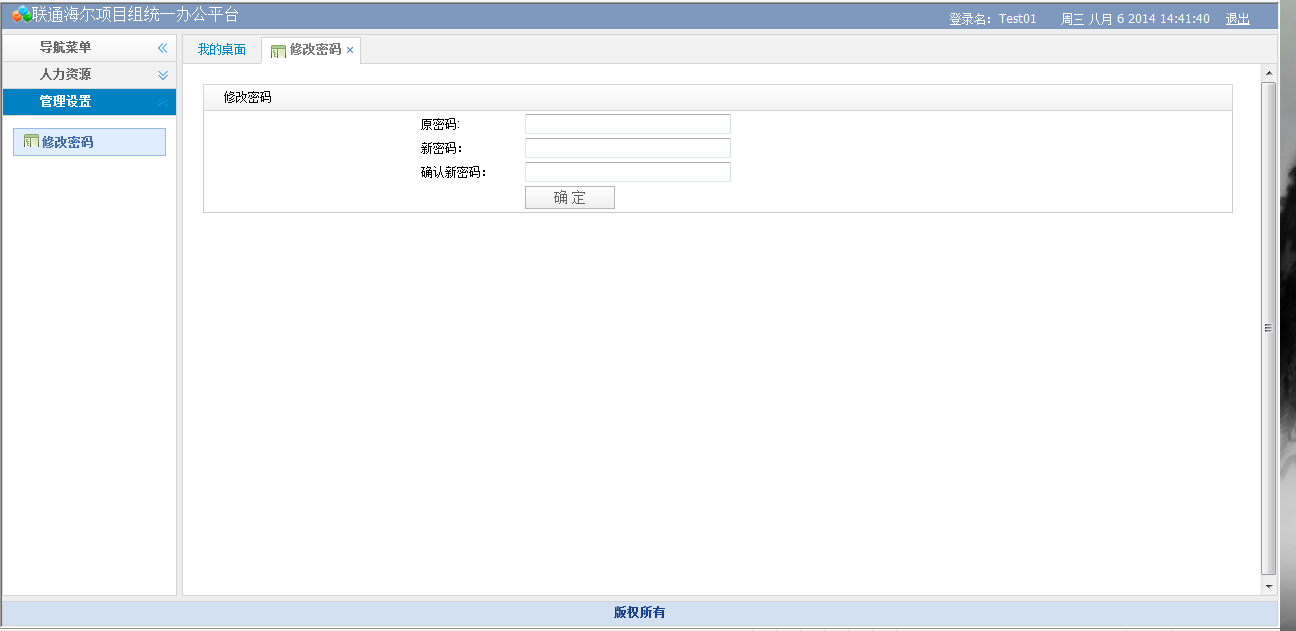 联通海尔项目组统一办公平台
登录名: Test01 周三 八月 6 2014 14:41:40 退出
导航菜单
人力资源
管理设置
修改密码
我的桌面 修改密码 ×
修改密码
原密码:
新密码：
确认新密码：
确 定
版权所有